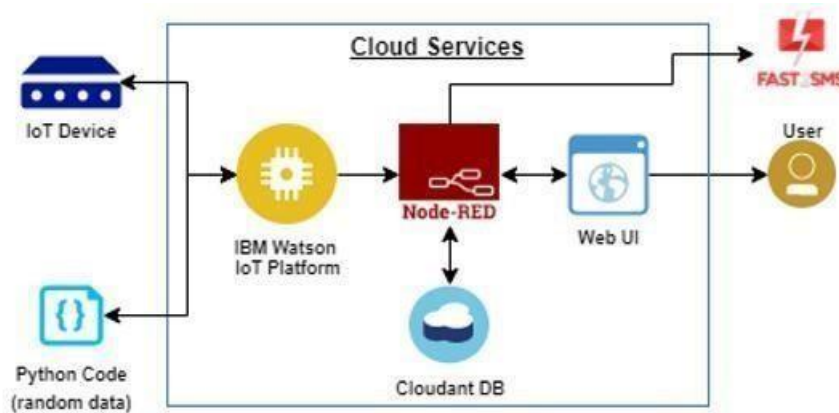 Cloud Services
FAST2SMS
IoT Device
User
IBM Watson
IoT Platform
Node-RED
Web UI
Python Code
(random data)
Cloudant DB